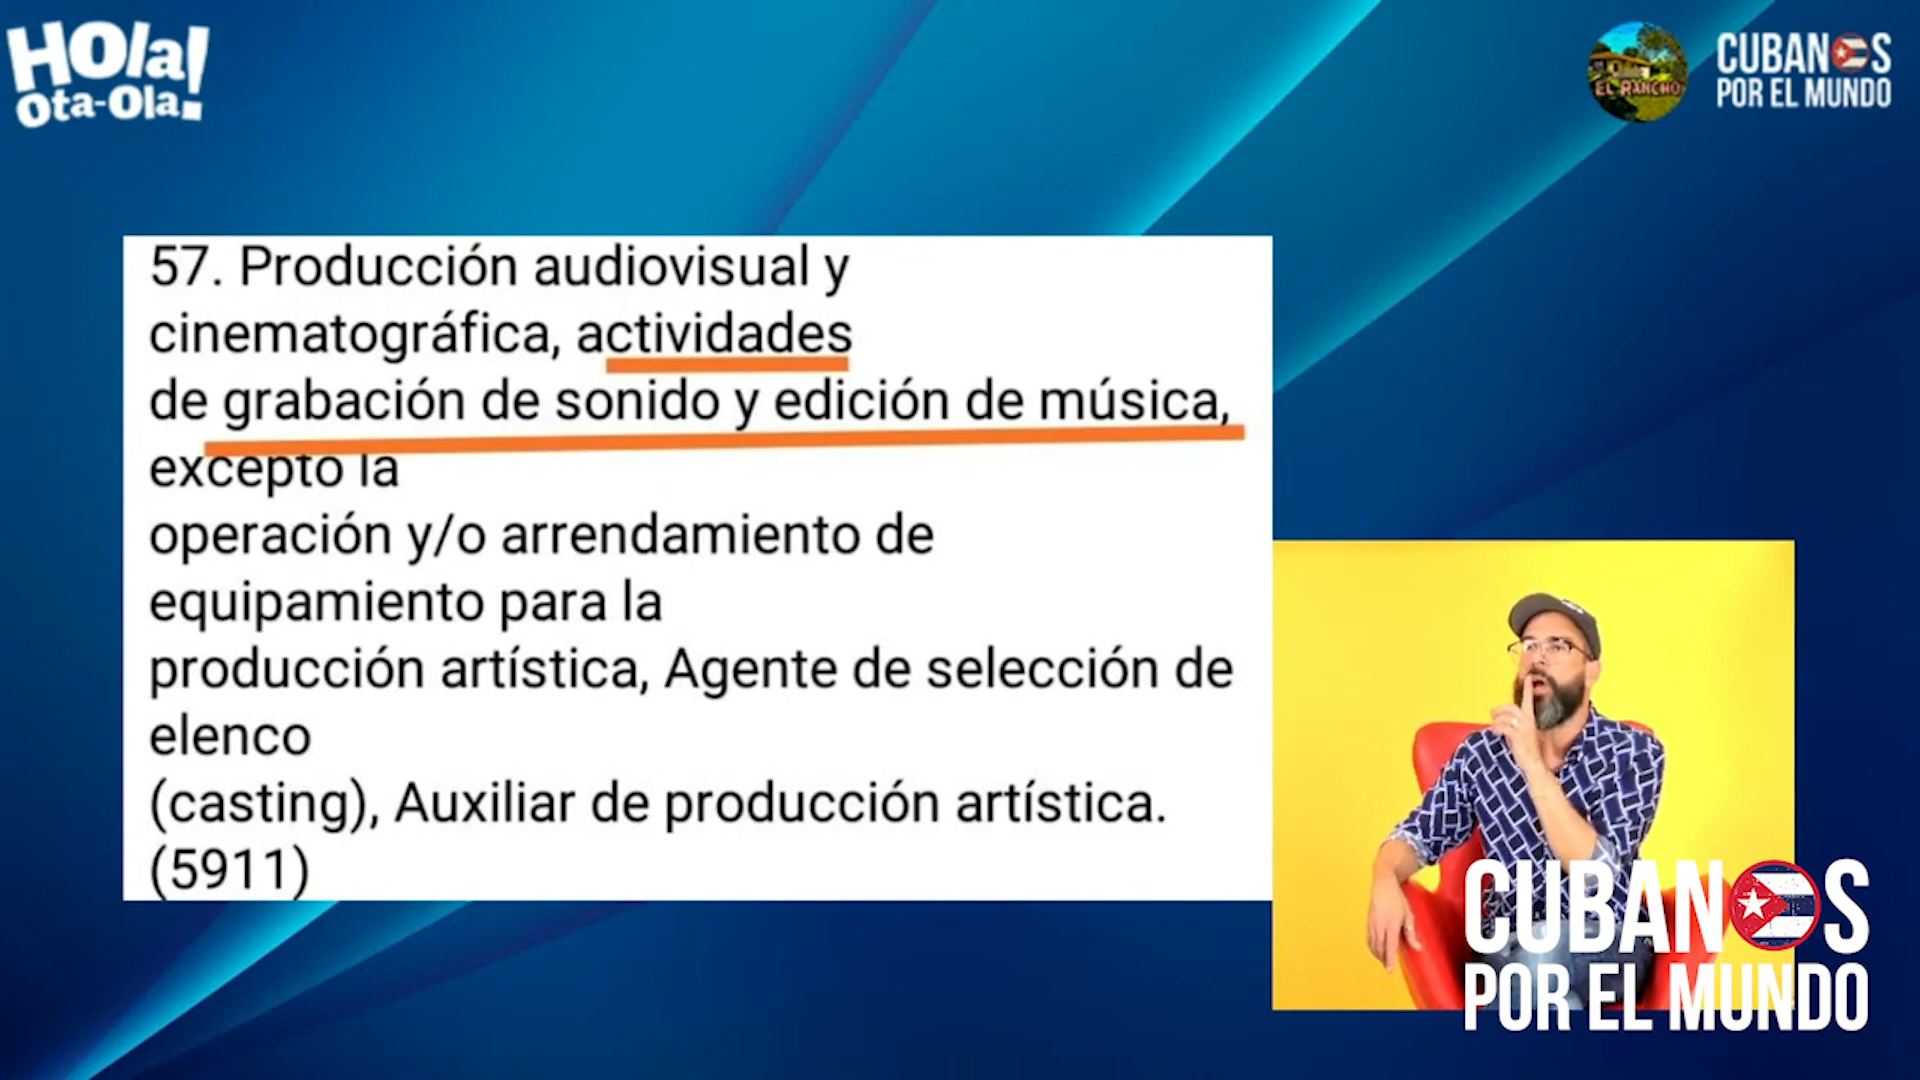 HOla!
Ota-Ola!
EL RANCHO
CUBANOS
POR EL MUNDO
57. Producción audiovisual y
cinematográfica, actividades
de grabación de sonido y edición de música,
excepto la
operación y/o arrendamiento de
equipamiento para la
producción artística, Agente de selección de
elenco
(casting), Auxiliar de producción artística.
(5911)
CUBANOS
POR EL MUNDO